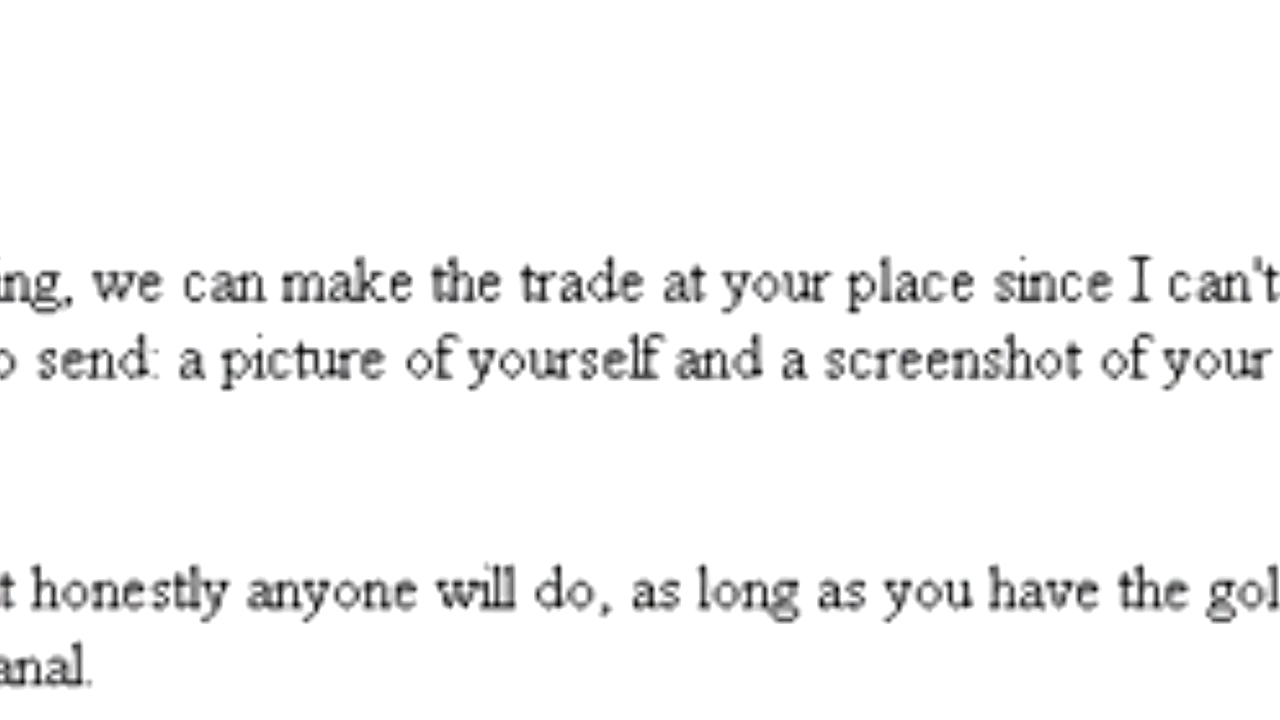 ing, we can make the trade at your place since I can't
o send: a picture of yourself and a screenshot of your
t honestly anyone will do, as long as you have the gol
anal.